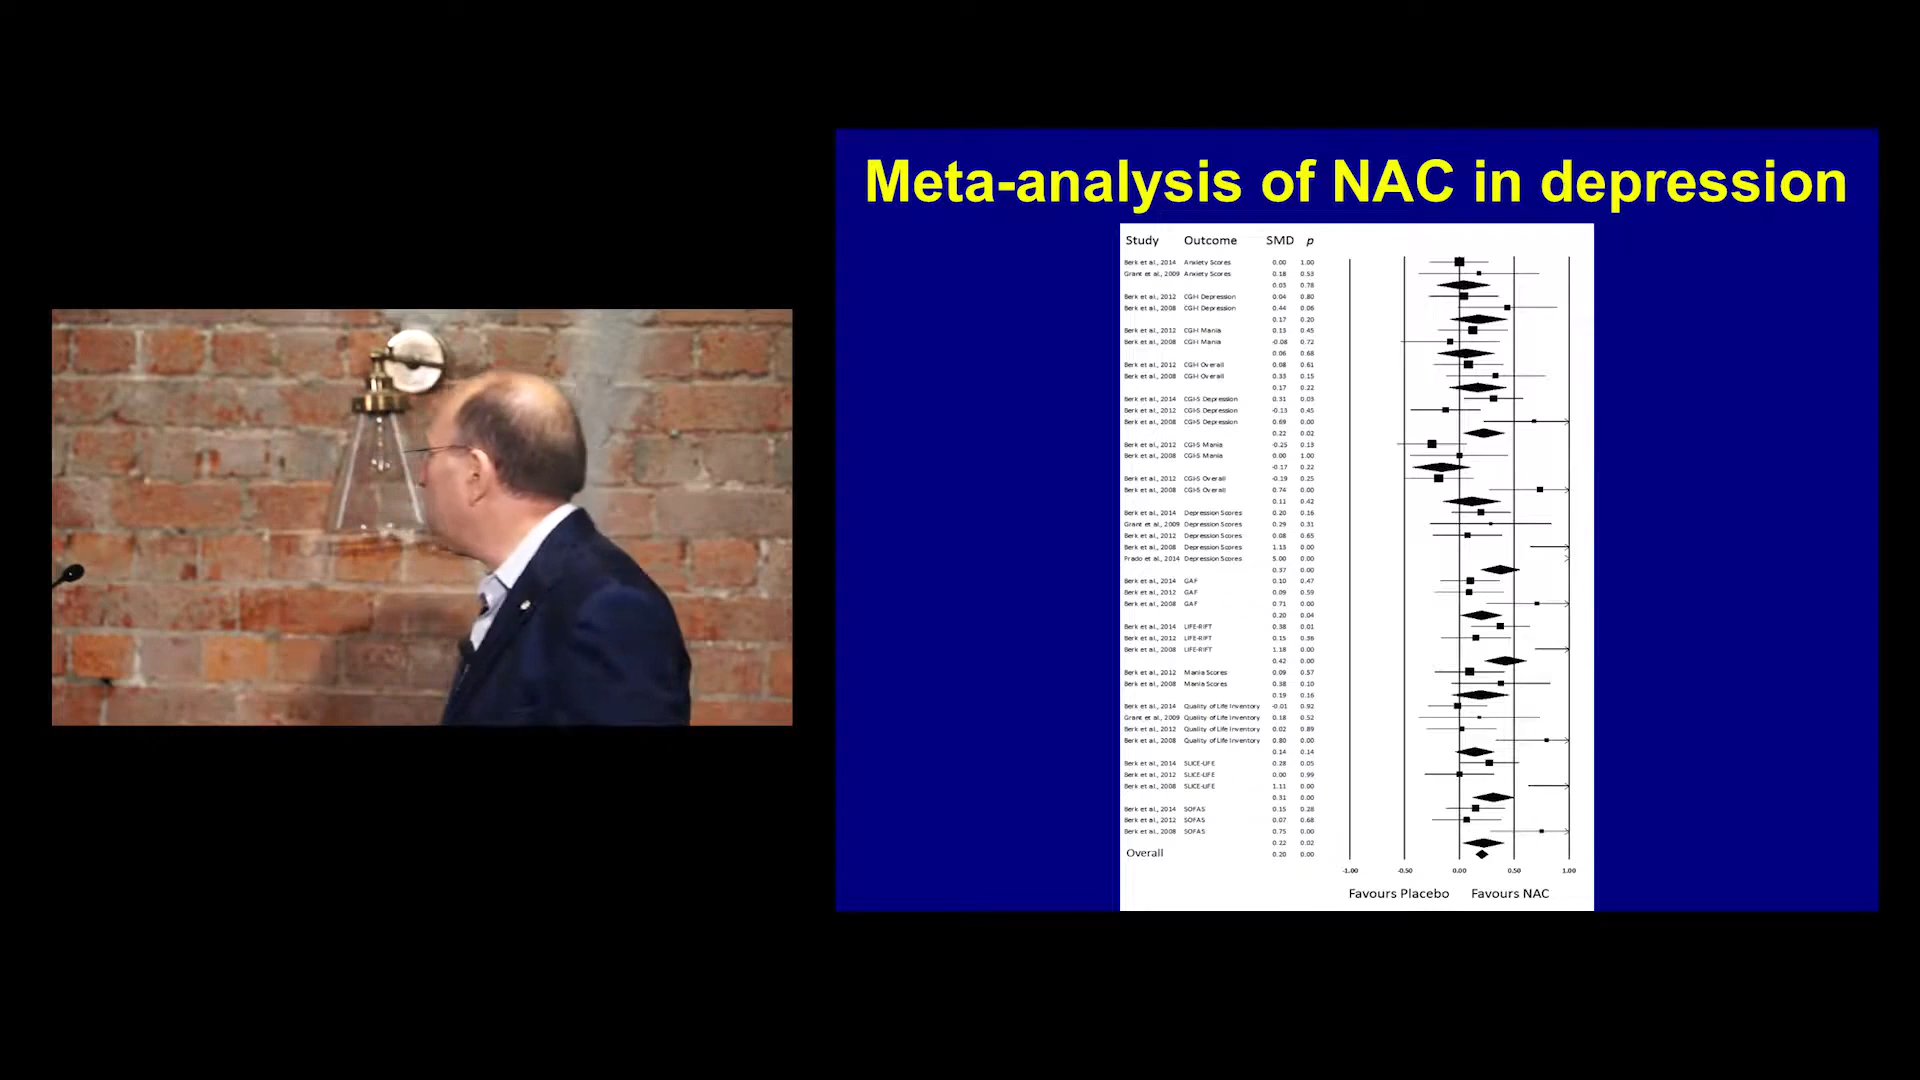 Meta-analysis of NAC in depression
Study Outcome SMD p
Berk et al., 2014 Anxiety Scores 0.00 1.00
Grant et al., 2009 Anxiety Scores 0.18 0.53
0.03 0.78
Berk et al., 2012 CGI-I Depression 0.04 0.80
Berk et al., 2008 CGI-I Depression 0.44 0.06
0.17 0.20
Berk et al., 2012 CGI-I Mania 0.13 0.45
Berk et al., 2008 CGI-I Mania -0.08 0.72
0.06 0.68
Berk et al., 2012 CGI-I Overall 0.08 0.61
Berk et al., 2008 CGI-I Overall 0.33 0.15
0.17 0.22
Berk et al., 2014 CGI-S Depression 0.31 0.03
Berk et al., 2012 CGI-S Depression -0.13 0.45
Berk et al., 2008 CGI-S Depression 0.69 0.00
0.22 0.02
Berk et al., 2012 CGI-S Mania -0.25 0.13
Berk et al., 2008 CGI-S Mania 0.00 1.00
-0.17 0.22
Berk et al., 2012 CGI-S Overall -0.19 0.25
Berk et al., 2008 CGI-S Overall 0.74 0.00
0.11 0.42
Berk et al., 2014 Depression Scores 0.20 0.16
Grant et al., 2009 Depression Scores 0.29 0.31
Berk et al., 2012 Depression Scores 0.08 0.65
Berk et al., 2008 Depression Scores 1.13 0.00
Prado et al., 2014 Depression Scores 5.00 0.00
0.37 0.00
Berk et al., 2014 GAF 0.10 0.47
Berk et al., 2012 GAF 0.09 0.59
Berk et al., 2008 GAF 0.71 0.00
0.20 0.04
Berk et al., 2014 LIFE-RIFT 0.38 0.01
Berk et al., 2012 LIFE-RIFT 0.15 0.36
Berk et al., 2008 LIFE-RIFT 1.18 0.00
0.42 0.00
Berk et al., 2012 Mania Scores 0.09 0.57
Berk et al., 2008 Mania Scores 0.38 0.10
0.19 0.16
Berk et al., 2014 Quality of Life Inventory -0.01 0.92
Grant et al., 2009 Quality of Life Inventory 0.18 0.52
Berk et al., 2012 Quality of Life Inventory 0.02 0.89
Berk et al., 2008 Quality of Life Inventory 0.80 0.00
0.14 0.14
Berk et al., 2014 SLICE-LIFE 0.28 0.05
Berk et al., 2012 SLICE-LIFE 0.00 0.99
Berk et al., 2008 SLICE-LIFE 1.11 0.00
0.31 0.00
Berk et al., 2014 SOFAS 0.15 0.28
Berk et al., 2012 SOFAS 0.07 0.68
Berk et al., 2008 SOFAS 0.75 0.00
0.22 0.02
Overall 0.20 0.00
-1.00 -0.50 0.00 0.50 1.00
Favours Placebo Favours NAC